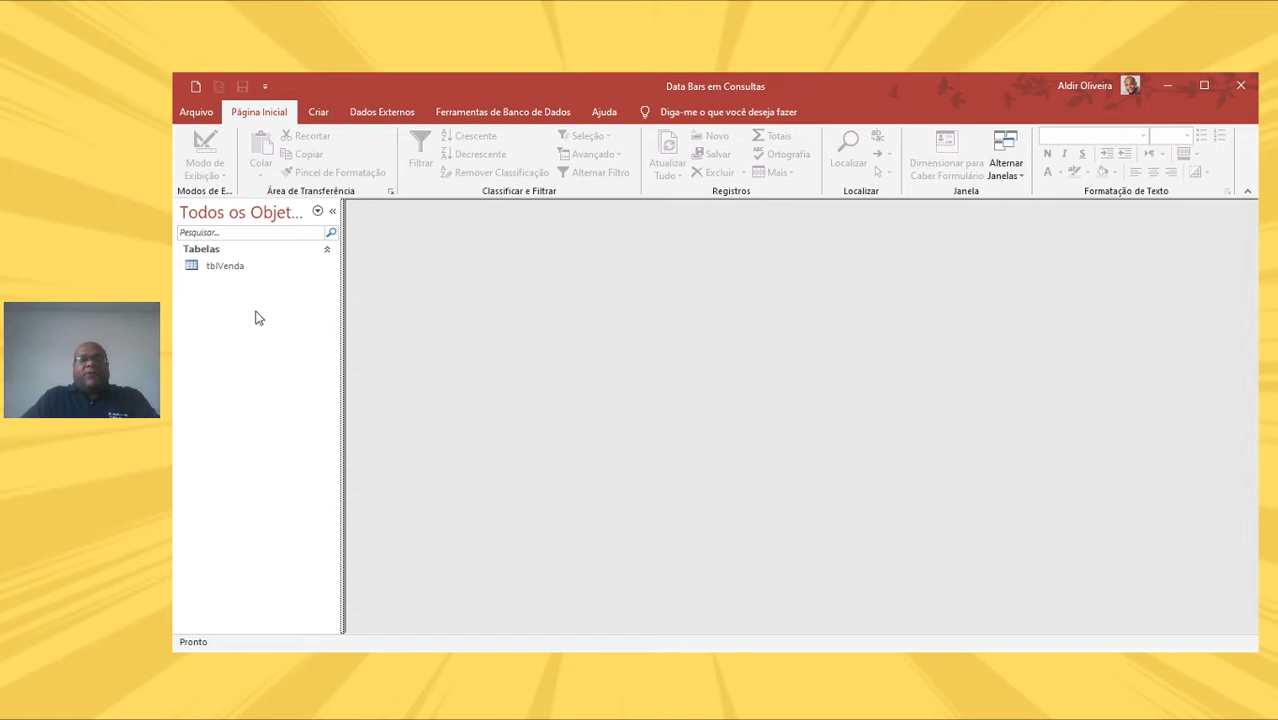 Data Bars em Consultas
Aldir Oliveira
Arquivo Página Inicial Criar Dados Externos Ferramentas de Banco de Dados Ajuda Diga-me o que você deseja fazer
Modo de Exibição
Modos de E...
Colar
Recortar
Copiar
Pincel de Formatação
Área de Transferência
Filtrar
Crescente
Decrescente
Remover Classificação
Seleção
Avançado
Alternar Filtro
Classificar e Filtrar
Atualizar Tudo
Novo
Salvar
Excluir
Totais
Ortografia
Mais
Registros
Localizar
Localizar
Dimensionar para Caber Formulário
Alternar Janelas
Janela
N I S
A
Formatação de Texto
Todos os Objet...
Pesquisar...
Tabelas
tblVenda
Pronto